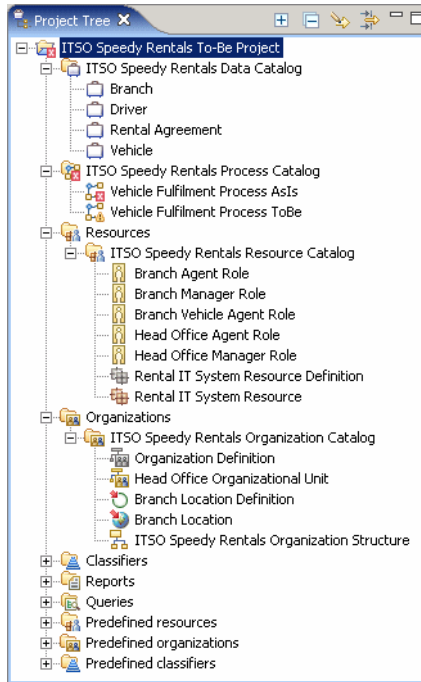 Project Tree
ITSO Speedy Rentals To-Be Project
ITSO Speedy Rentals Data Catalog
Branch
Driver
Rental Agreement
Vehicle
ITSO Speedy Rentals Process Catalog
Vehicle Fulfilment Process AsIs
Vehicle Fulfilment Process ToBe
Resources
ITSO Speedy Rentals Resource Catalog
Branch Agent Role
Branch Manager Role
Branch Vehicle Agent Role
Head Office Agent Role
Head Office Manager Role
Rental IT System Resource Definition
Rental IT System Resource
Organizations
ITSO Speedy Rentals Organization Catalog
Organization Definition
Head Office Organizational Unit
Branch Location Definition
Branch Location
ITSO Speedy Rentals Organization Structure
Classifiers
Reports
Queries
Predefined resources
Predefined organizations
Predefined classifiers